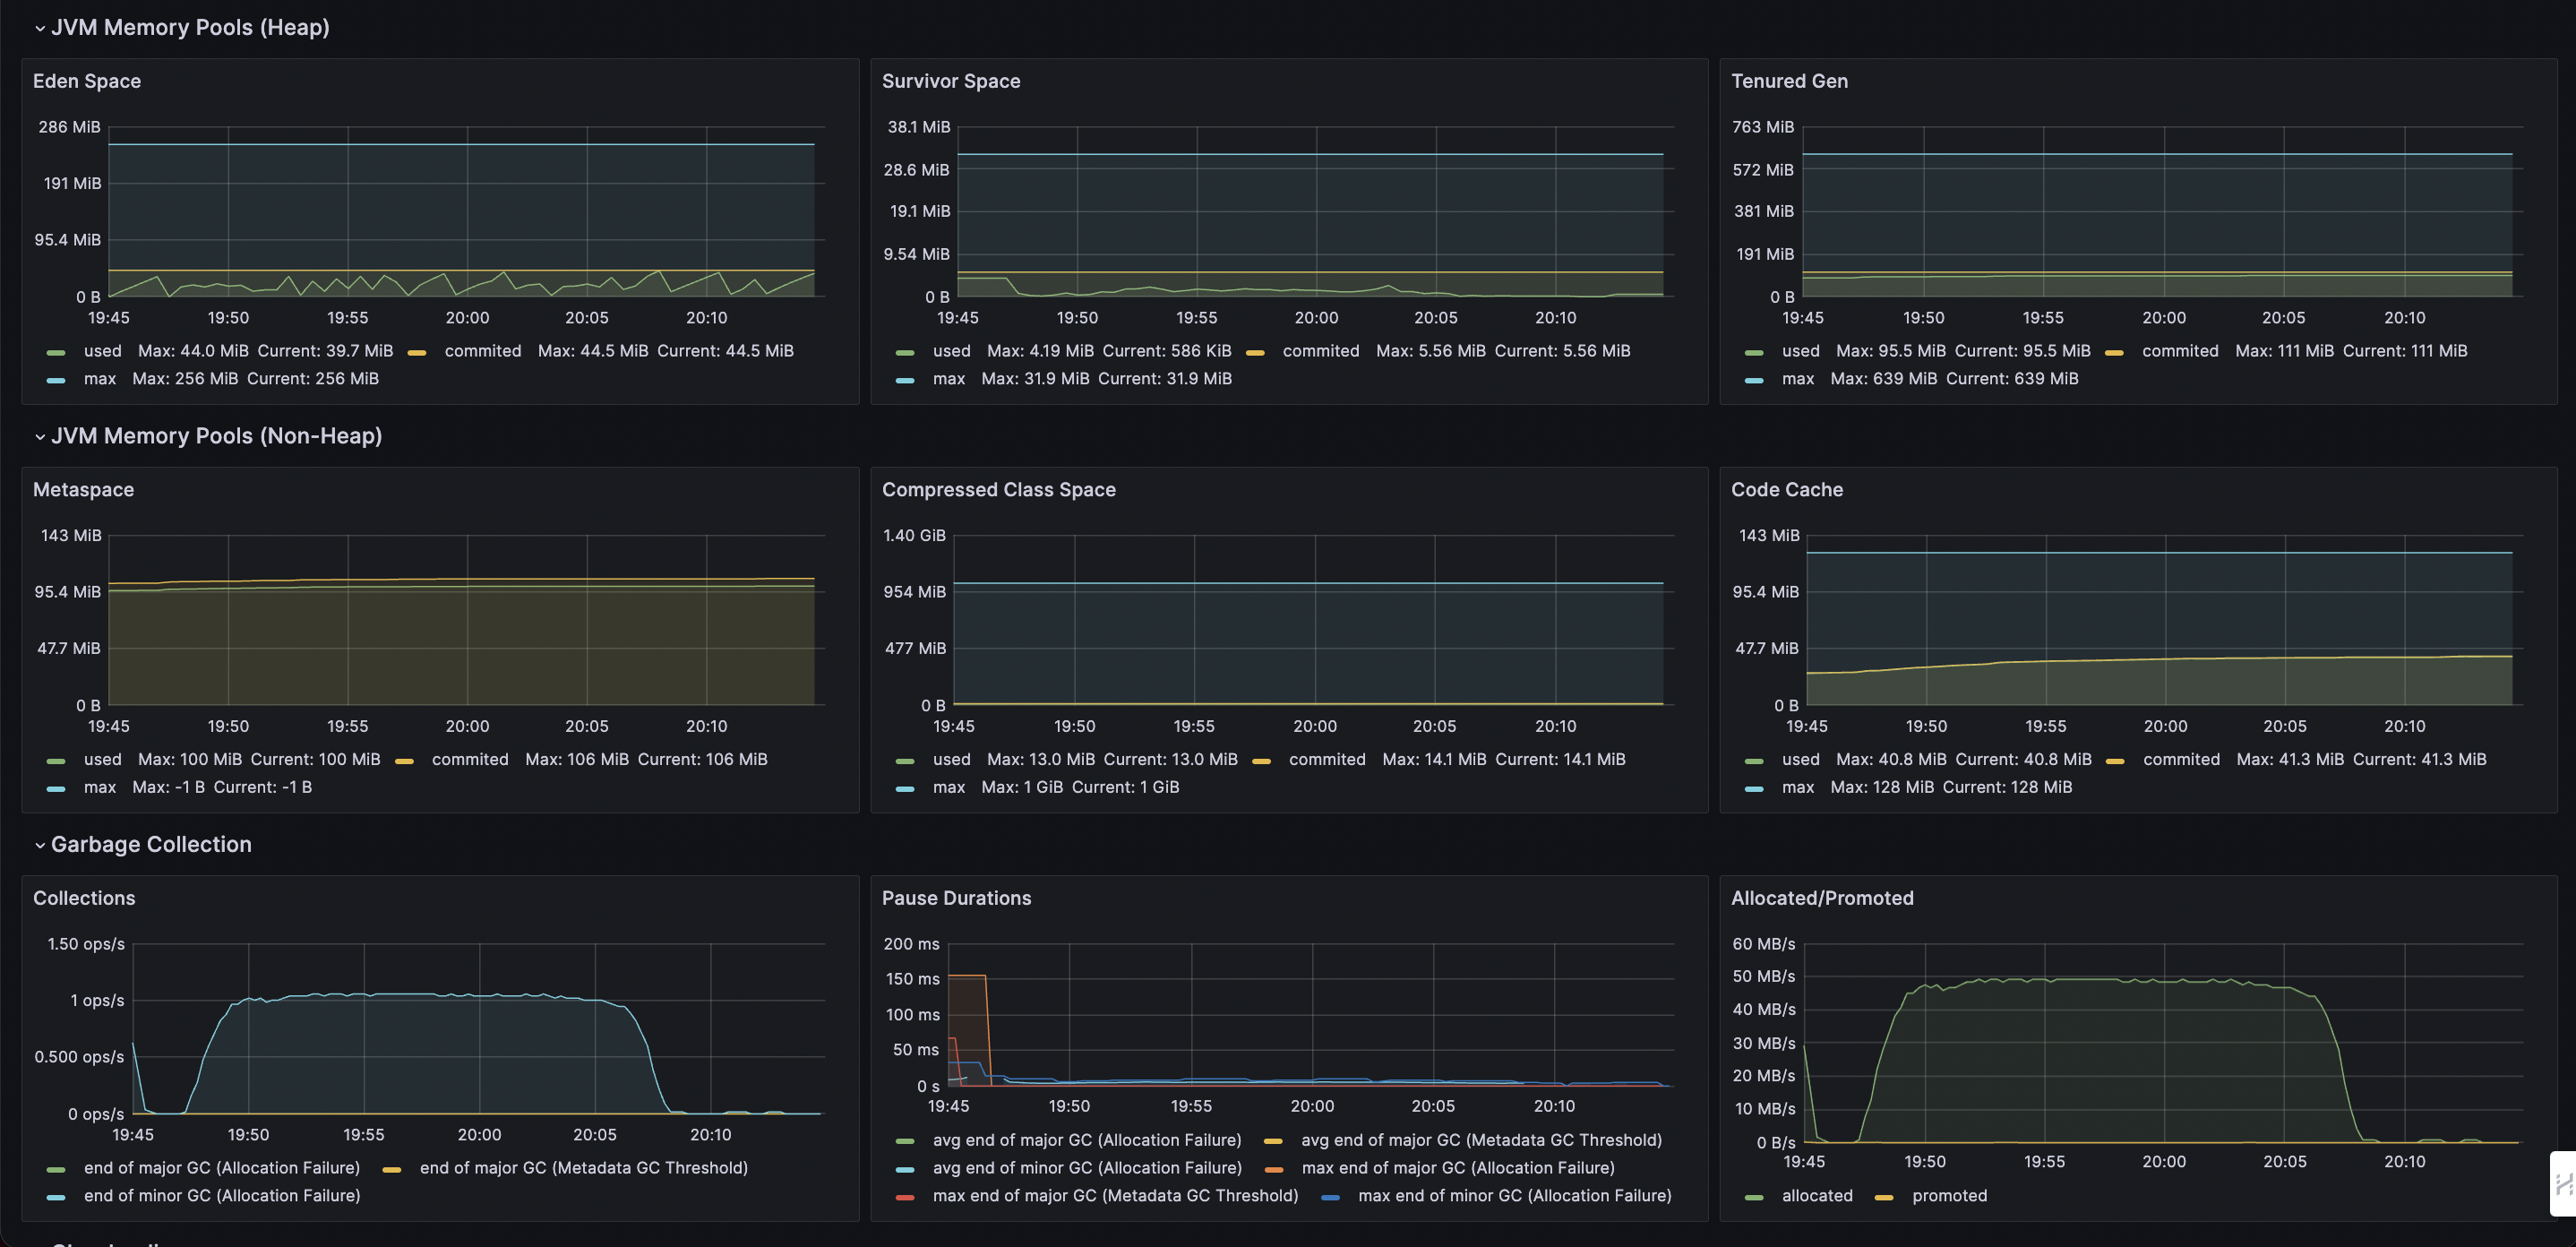 JVM Memory Pools (Heap)
Eden Space
286 MiB
191 MiB
95.4 MiB
0 B
19:45 19:50 19:55 20:00 20:05 20:10
used Max: 44.0 MiB Current: 39.7 MiB commited Max: 44.5 MiB Current: 44.5 MiB
max Max: 256 MiB Current: 256 MiB
Survivor Space
38.1 MiB
28.6 MiB
19.1 MiB
9.54 MiB
0 B
19:45 19:50 19:55 20:00 20:05 20:10
used Max: 4.19 MiB Current: 586 KiB commited Max: 5.56 MiB Current: 5.56 MiB
max Max: 31.9 MiB Current: 31.9 MiB
Tenured Gen
763 MiB
572 MiB
381 MiB
191 MiB
0 B
19:45 19:50 19:55 20:00 20:05 20:10
used Max: 95.5 MiB Current: 95.5 MiB commited Max: 111 MiB Current: 111 MiB
max Max: 639 MiB Current: 639 MiB
JVM Memory Pools (Non-Heap)
Metaspace
143 MiB
95.4 MiB
47.7 MiB
0 B
19:45 19:50 19:55 20:00 20:05 20:10
used Max: 100 MiB Current: 100 MiB commited Max: 106 MiB Current: 106 MiB
max Max: -1 B Current: -1 B
Compressed Class Space
1.40 GiB
954 MiB
477 MiB
0 B
19:45 19:50 19:55 20:00 20:05 20:10
used Max: 13.0 MiB Current: 13.0 MiB commited Max: 14.1 MiB Current: 14.1 MiB
max Max: 1 GiB Current: 1 GiB
Code Cache
143 MiB
95.4 MiB
47.7 MiB
0 B
19:45 19:50 19:55 20:00 20:05 20:10
used Max: 40.8 MiB Current: 40.8 MiB commited Max: 41.3 MiB Current: 41.3 MiB
max Max: 128 MiB Current: 128 MiB
Garbage Collection
Collections
1.50 ops/s
1 ops/s
0.500 ops/s
0 ops/s
19:45 19:50 19:55 20:00 20:05 20:10
end of major GC (Allocation Failure) end of major GC (Metadata GC Threshold)
end of minor GC (Allocation Failure)
Pause Durations
200 ms
150 ms
100 ms
50 ms
0 s
19:45 19:50 19:55 20:00 20:05 20:10
avg end of major GC (Allocation Failure) avg end of major GC (Metadata GC Threshold)
avg end of minor GC (Allocation Failure) max end of major GC (Allocation Failure)
max end of major GC (Metadata GC Threshold) max end of minor GC (Allocation Failure)
Allocated/Promoted
60 MB/s
50 MB/s
40 MB/s
30 MB/s
20 MB/s
10 MB/s
0 B/s
19:45 19:50 19:55 20:00 20:05 20:10
allocated promoted